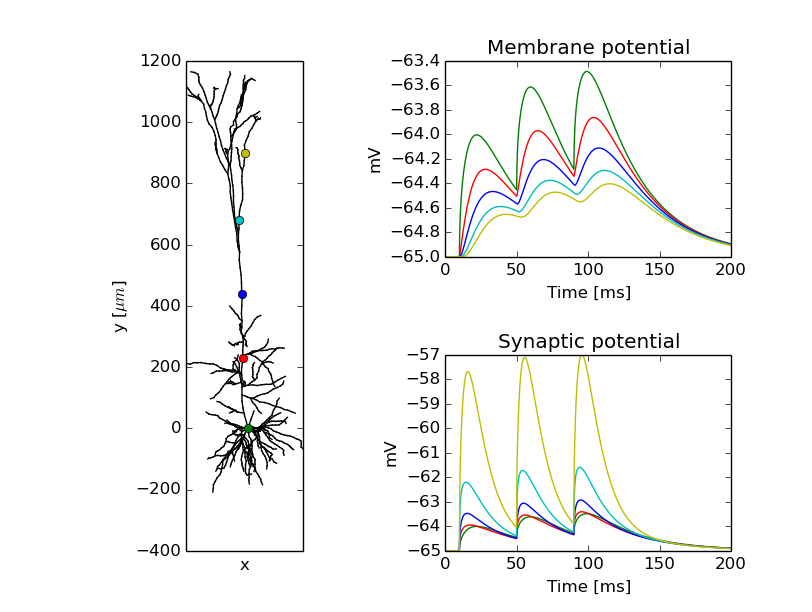 1200
1000
800
600
400
200
0
−200
−400
y [μm]
x
Membrane potential
−63.4
−63.6
−63.8
−64.0
−64.2
−64.4
−64.6
−64.8
−65.0
mV
0 50 100 150 200
Time [ms]
Synaptic potential
−57
−58
−59
−60
−61
−62
−63
−64
−65
mV
0 50 100 150 200
Time [ms]